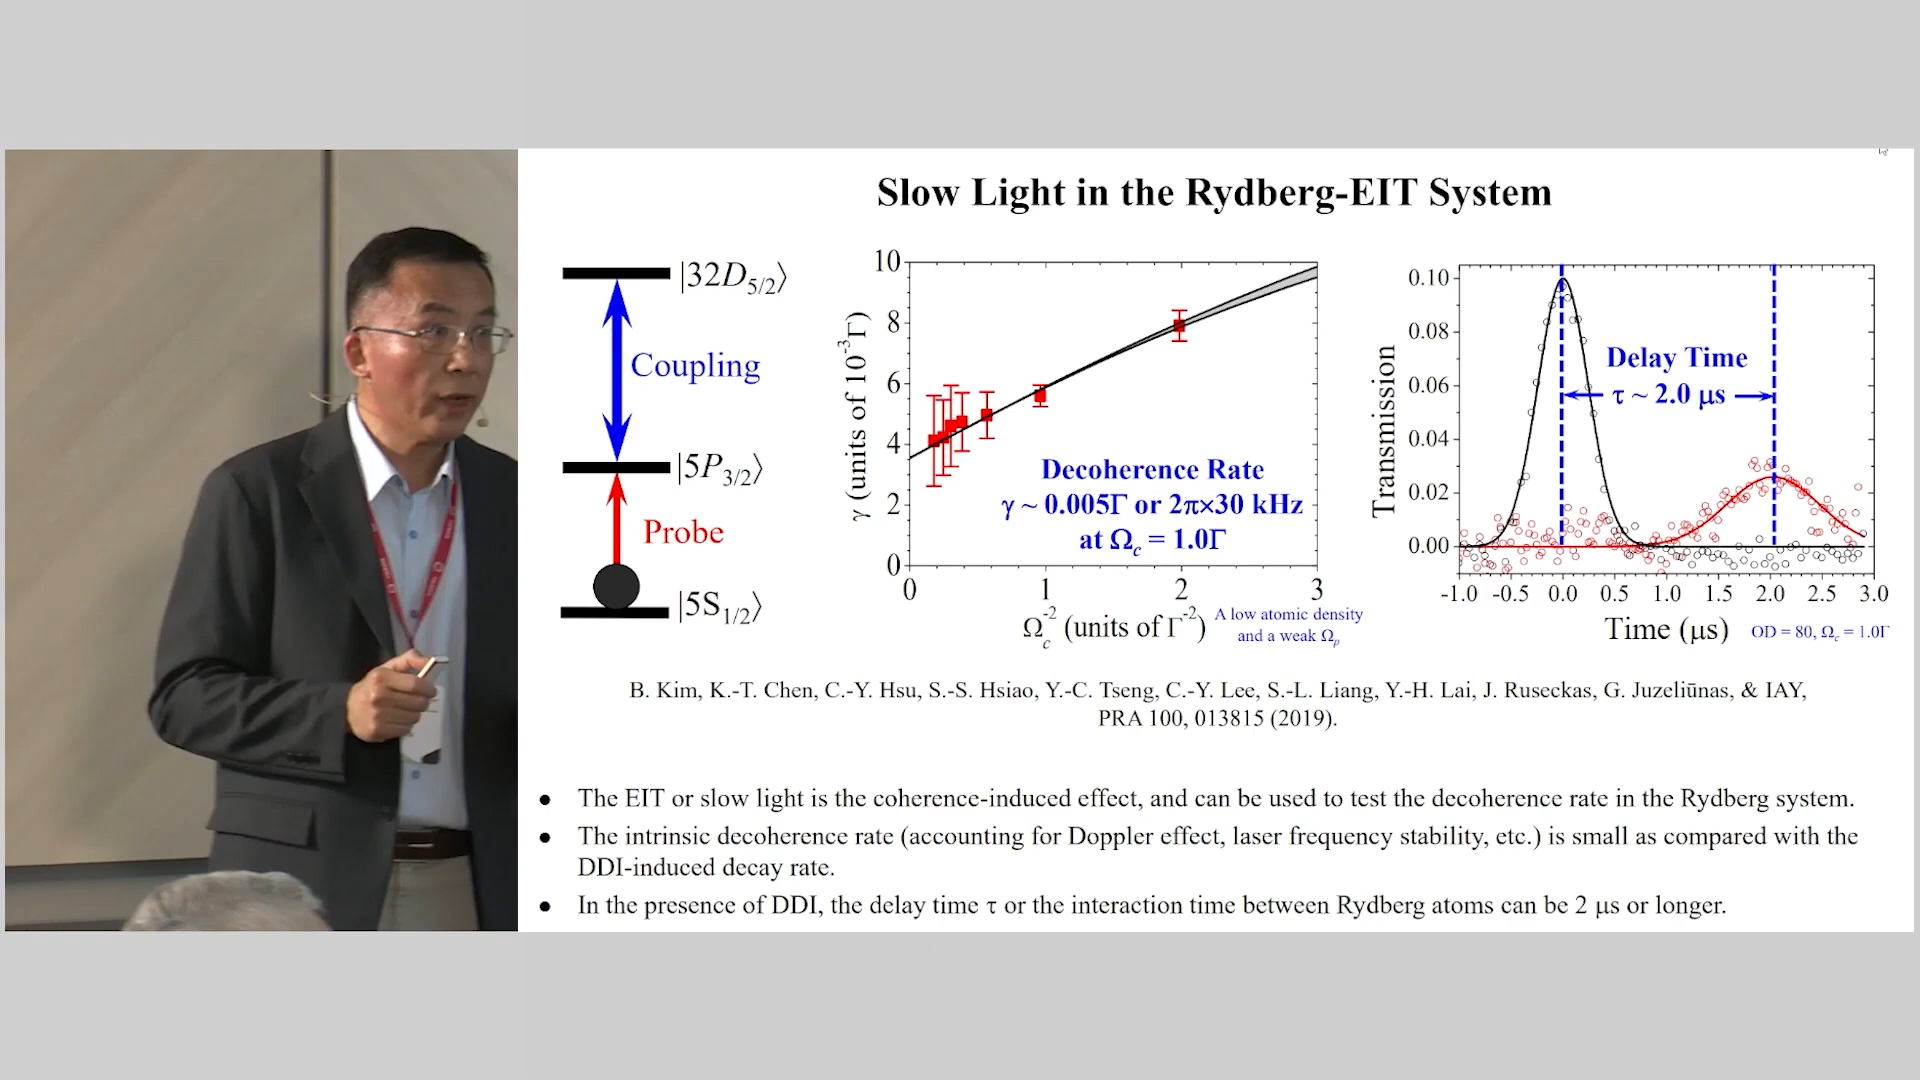 Slow Light in the Rydberg-EIT System
|32D5/2⟩
Coupling
|5P3/2⟩
Probe
|5S1/2⟩
γ (units of 10-3Γ)
10
8
6
4
2
0
Decoherence Rate
γ ~ 0.005Γ or 2π×30 kHz
at Ωc = 1.0Γ
0 1 2 3
Ωc-2 (units of Γ-2)
A low atomic density
and a weak Ωp
Transmission
0.10
0.08
0.06
0.04
0.02
0.00
Delay Time
τ ~ 2.0 μs
-1.0 -0.5 0.0 0.5 1.0 1.5 2.0 2.5 3.0
Time (μs)
OD = 80, Ωc = 1.0Γ
B. Kim, K.-T. Chen, C.-Y. Hsu, S.-S. Hsiao, Y.-C. Tseng, C.-Y. Lee, S.-L. Liang, Y.-H. Lai, J. Ruseckas, G. Juzeliūnas, & IAY,
PRA 100, 013815 (2019).
● The EIT or slow light is the coherence-induced effect, and can be used to test the decoherence rate in the Rydberg system.
● The intrinsic decoherence rate (accounting for Doppler effect, laser frequency stability, etc.) is small as compared with the
DDI-induced decay rate.
● In the presence of DDI, the delay time τ or the interaction time between Rydberg atoms can be 2 μs or longer.